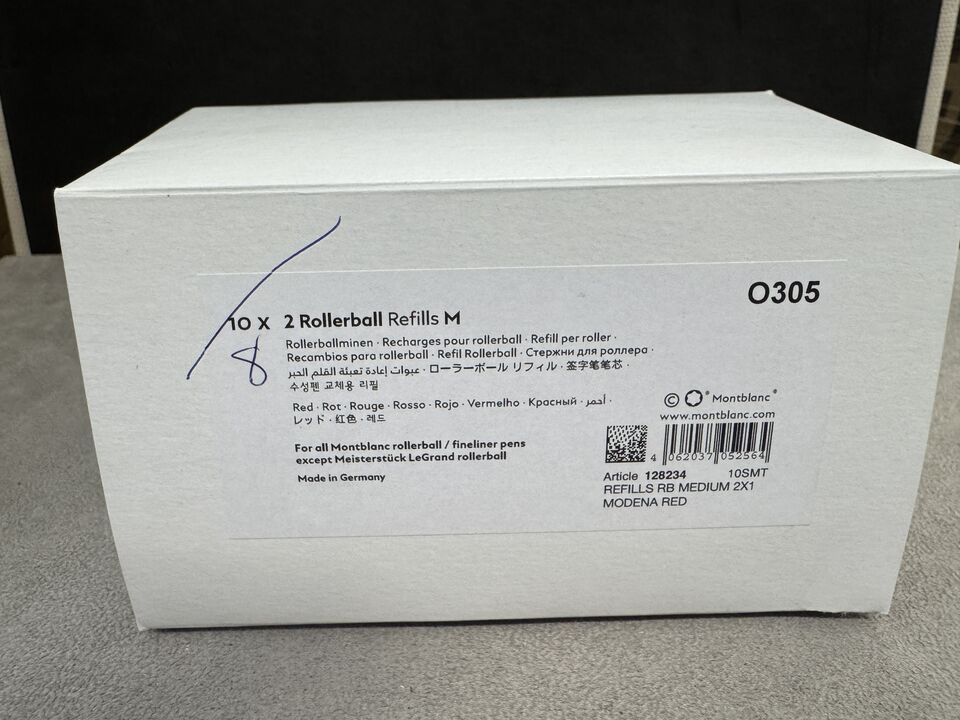 O305
10 X 2 Rollerball Refills M
8
Rollerballminen · Recharges pour rollerball · Refill per roller ·
Recambios para rollerball · Refil Rollerball · Стержни для роллера ·
عبوات إعادة تعبئة القلم الحبر · ローラーボール リフィル · 签字笔笔芯 ·
수성펜 교체용 리필
Red · Rot · Rouge · Rosso · Rojo · Vermelho · Красный · أحمر ·
レッド · 红色 · 레드
For all Montblanc rollerball / fineliner pens
except Meisterstück LeGrand rollerball
Made in Germany
© Montblanc®
www.montblanc.com
4 062037 052564
Article 128234 10SMT
REFILLS RB MEDIUM 2X1
MODENA RED